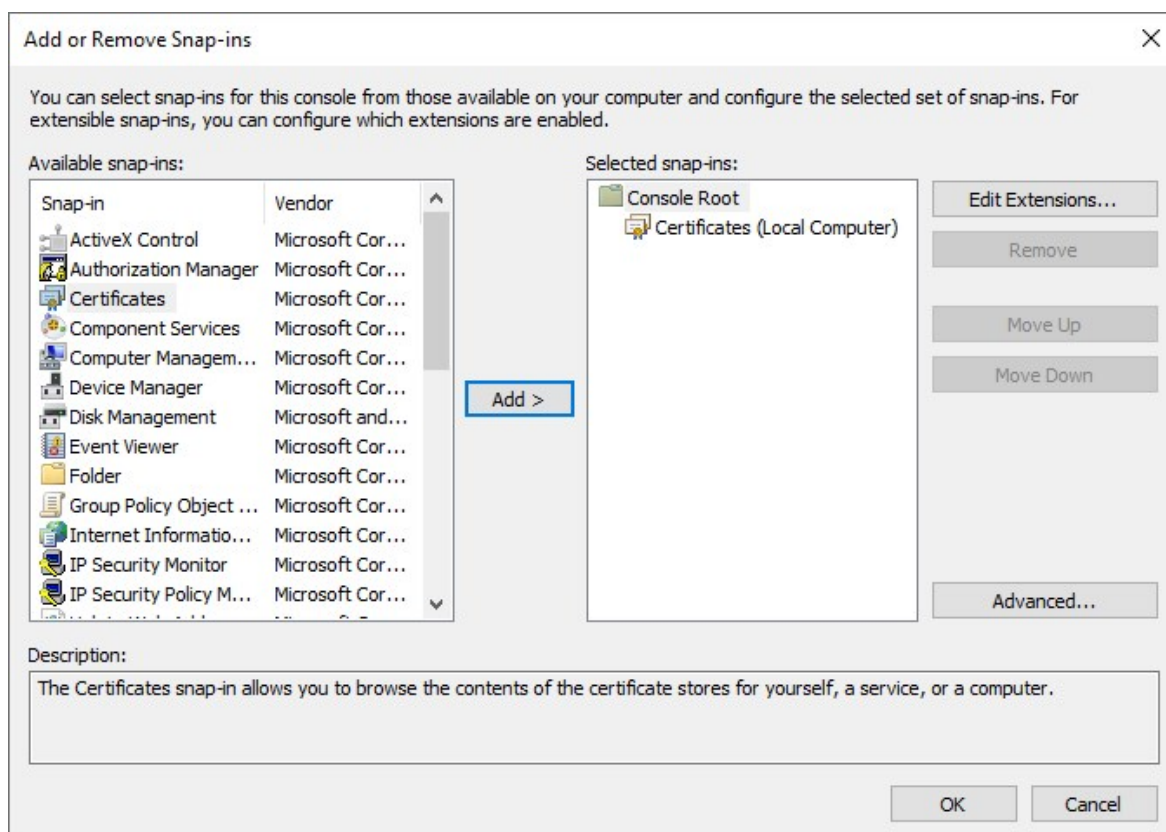 Add or Remove Snap-ins
You can select snap-ins for this console from those available on your computer and configure the selected set of snap-ins. For
extensible snap-ins, you can configure which extensions are enabled.
Available snap-ins:
Snap-in Vendor
ActiveX Control Microsoft Cor...
Authorization Manager Microsoft Cor...
Certificates Microsoft Cor...
Component Services Microsoft Cor...
Computer Managem... Microsoft Cor...
Device Manager Microsoft Cor...
Disk Management Microsoft and...
Event Viewer Microsoft Cor...
Folder Microsoft Cor...
Group Policy Object ... Microsoft Cor...
Internet Informatio... Microsoft Cor...
IP Security Monitor Microsoft Cor...
IP Security Policy M... Microsoft Cor...
Add >
Selected snap-ins:
Console Root
Certificates (Local Computer)
Edit Extensions...
Remove
Move Up
Move Down
Advanced...
Description:
The Certificates snap-in allows you to browse the contents of the certificate stores for yourself, a service, or a computer.
OK
Cancel